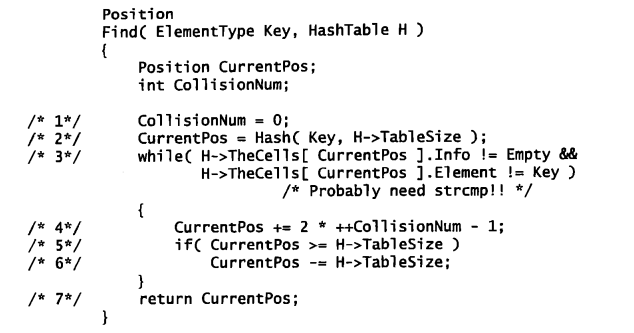 Position
Find( ElementType Key, HashTable H )
{
Position CurrentPos;
int CollisionNum;
/* 1*/ CollisionNum = 0;
/* 2*/ CurrentPos = Hash( Key, H->TableSize );
/* 3*/ while( H->TheCells[ CurrentPos ].Info != Empty &&
H->TheCells[ CurrentPos ].Element != Key )
/* Probably need strcmp!! */
{
/* 4*/ CurrentPos += 2 * ++CollisionNum - 1;
/* 5*/ if( CurrentPos >= H->TableSize )
/* 6*/ CurrentPos -= H->TableSize;
}
/* 7*/ return CurrentPos;
}